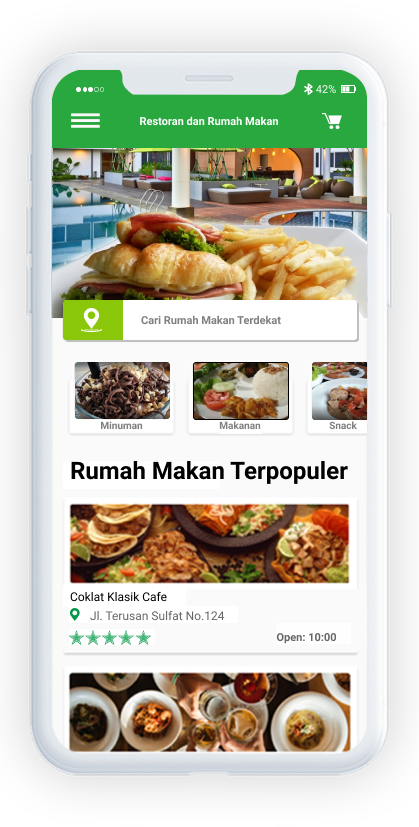 42%
Restoran dan Rumah Makan
Cari Rumah Makan Terdekat
Minuman
Makanan
Snack
Rumah Makan Terpopuler
Coklat Klasik Cafe
Jl. Terusan Sulfat No.124
Open: 10:00